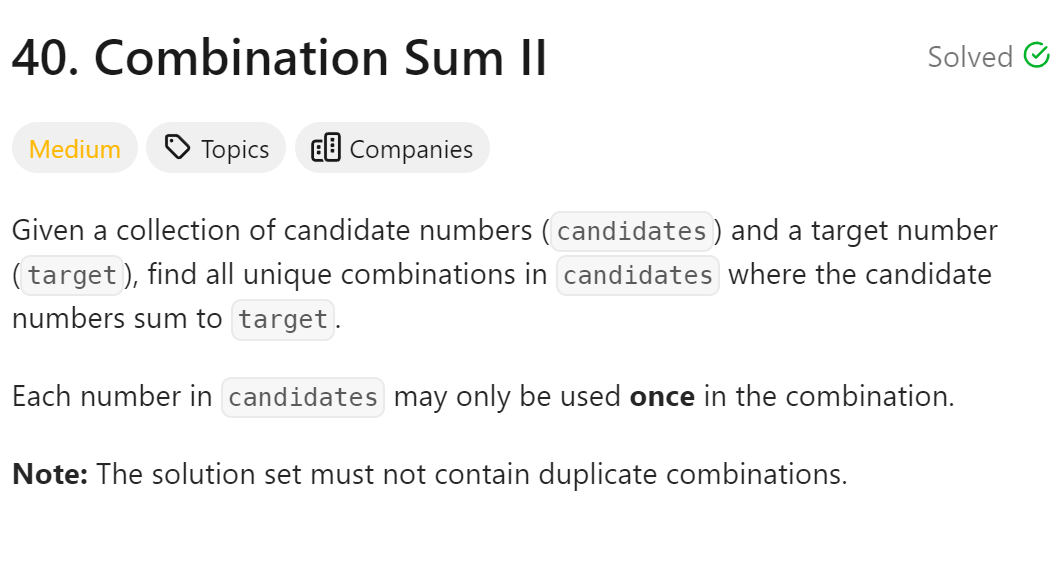 40. Combination Sum II
Solved
Medium
Topics
Companies
Given a collection of candidate numbers (candidates) and a target number
(target), find all unique combinations in candidates where the candidate
numbers sum to target.
Each number in candidates may only be used once in the combination.
Note: The solution set must not contain duplicate combinations.